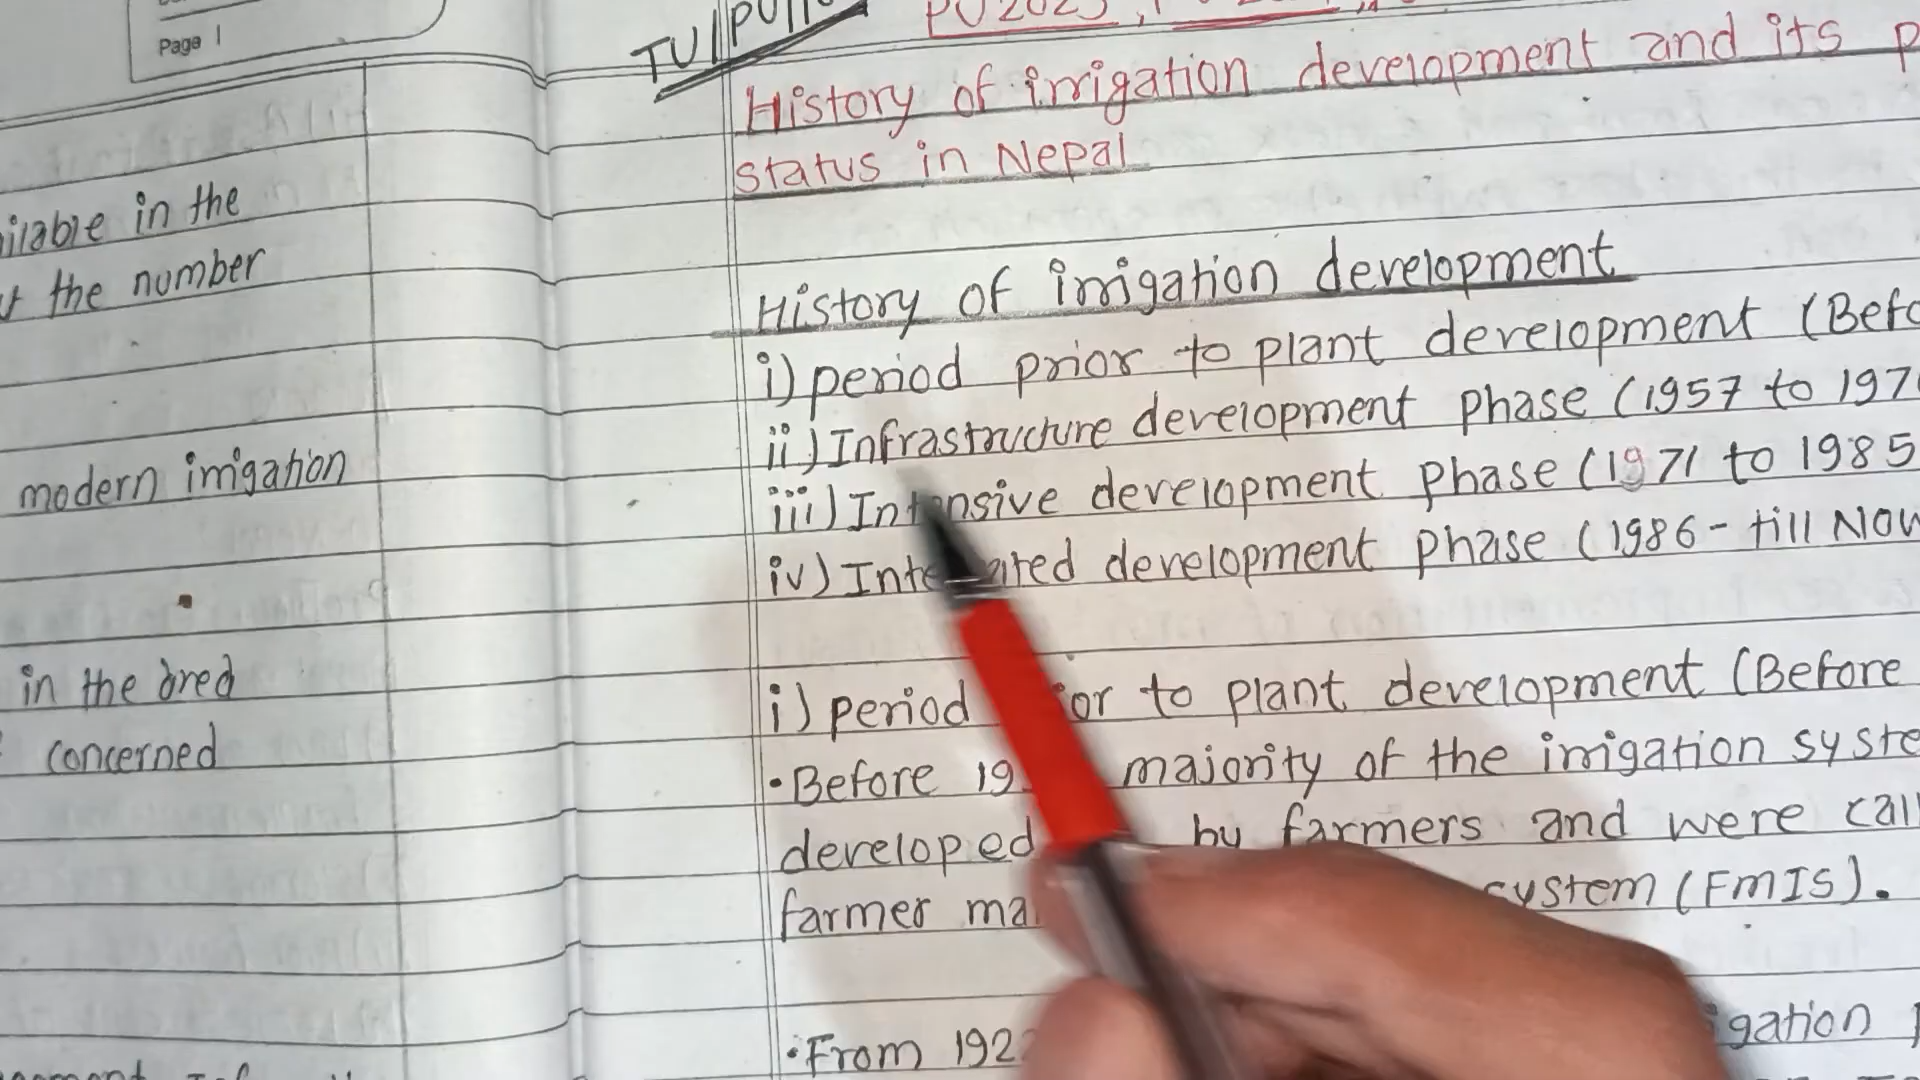 Page 1
ilable in the
the number
modern irrigation
in the area
concerned
TU/PU/
PU 2023,
History of irrigation development and its p
status in Nepal
History of irrigation development
i) period prior to plant development (Befo
ii) Infrastructure development phase (1957 to 197
iii) Intensive development phase (1971 to 1985
iv) Inte ated development phase (1986 - till Now
i) period or to plant development (Before
• Before 19 majority of the irrigation syste
developed by farmers and were call
farmer ma system (FMIS).
• From 192 gation